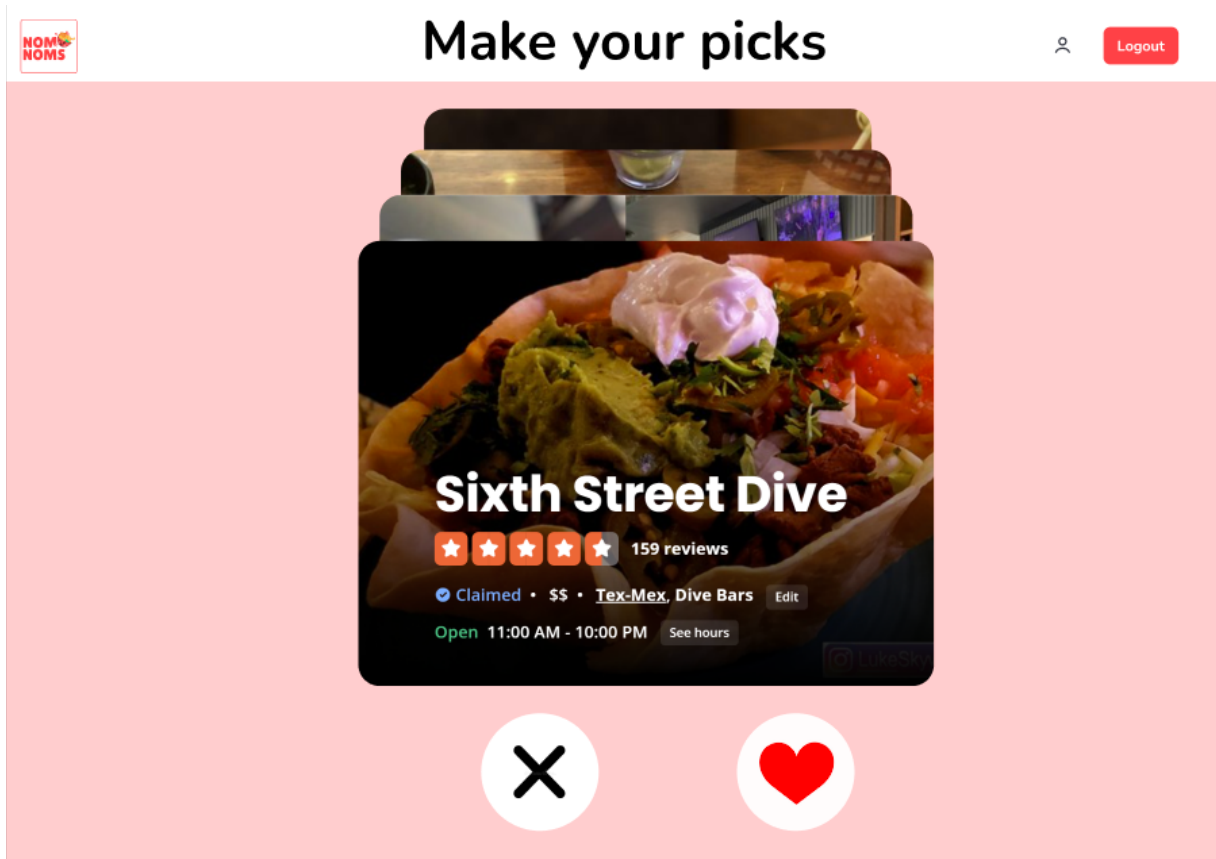 NOM
NOMS
Make your picks
Logout
Sixth Street Dive
159 reviews
Claimed • $$ • Tex-Mex, Dive Bars Edit
Open 11:00 AM - 10:00 PM See hours
LukeSky